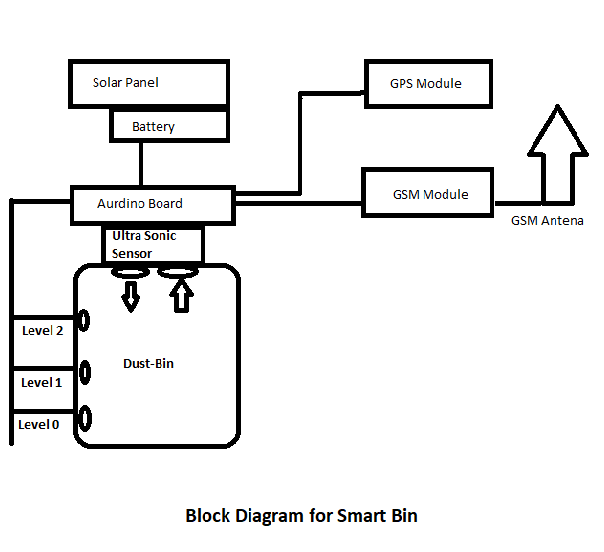 Solar Panel
GPS Module
Battery
GSM Module
Aurdino Board
GSM Antena
Ultra Sonic
Sensor
Level 2
Dust-Bin
Level 1
Level 0
Block Diagram for Smart Bin